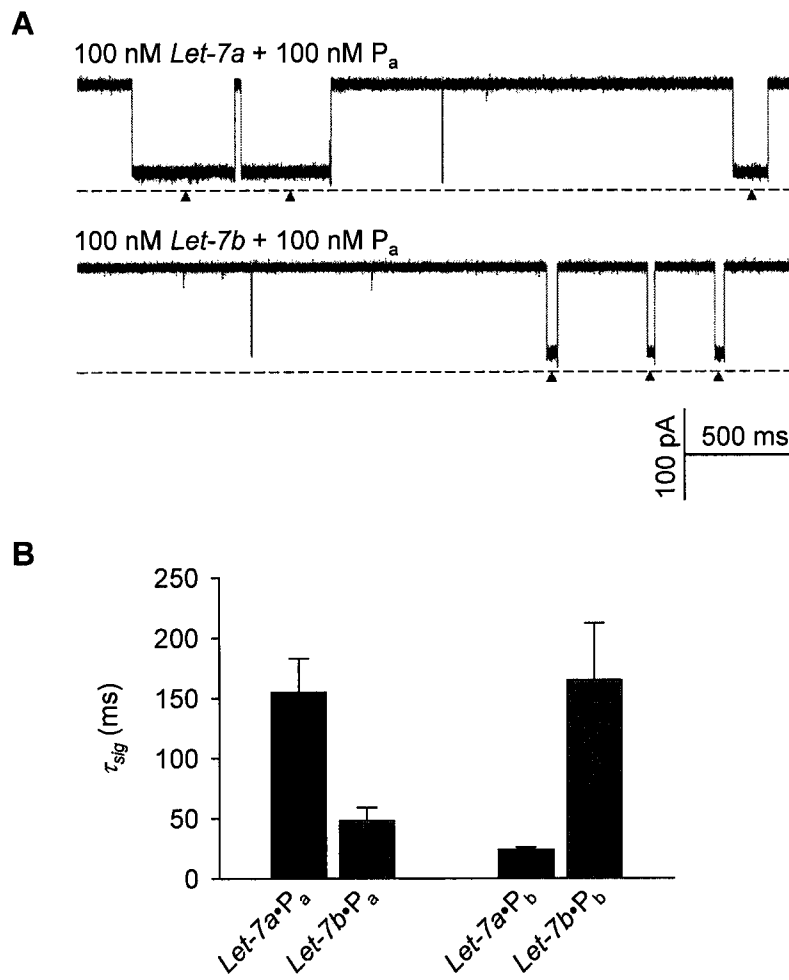 A
100 nM Let-7a + 100 nM Pa
100 nM Let-7b + 100 nM Pa
100 pA
500 ms
B
τsig (ms)
250
200
150
100
50
0
Let-7a•Pa
Let-7b•Pa
Let-7a•Pb
Let-7b•Pb